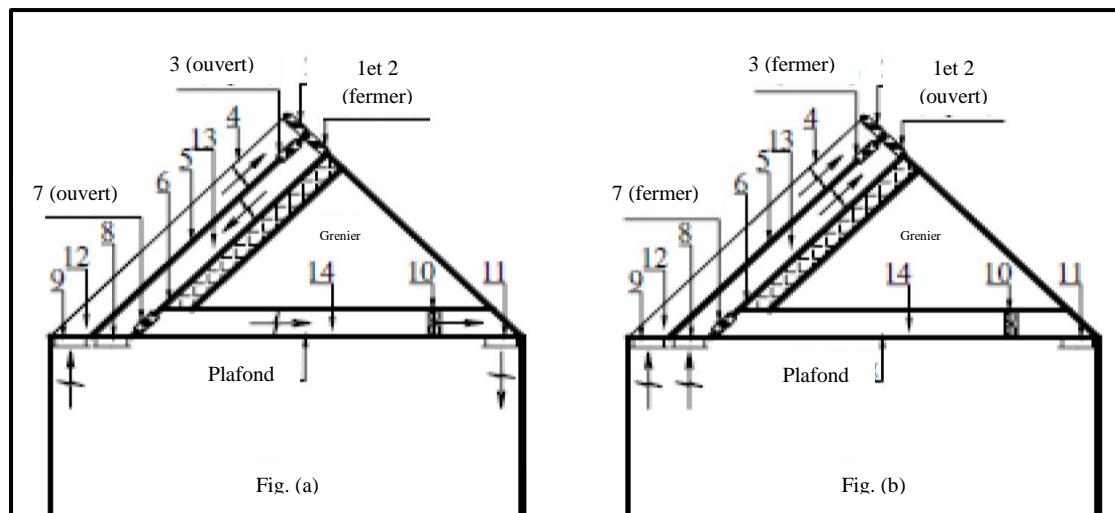 3 (ouvert)
1et 2
(fermer)
4
13
5
7 (ouvert)
6
8
12
9
Grenier
14
10
11
Plafond
Fig. (a)
3 (fermer)
1et 2
(ouvert)
4
13
5
7 (fermer)
6
8
12
9
Grenier
14
10
11
Plafond
Fig. (b)